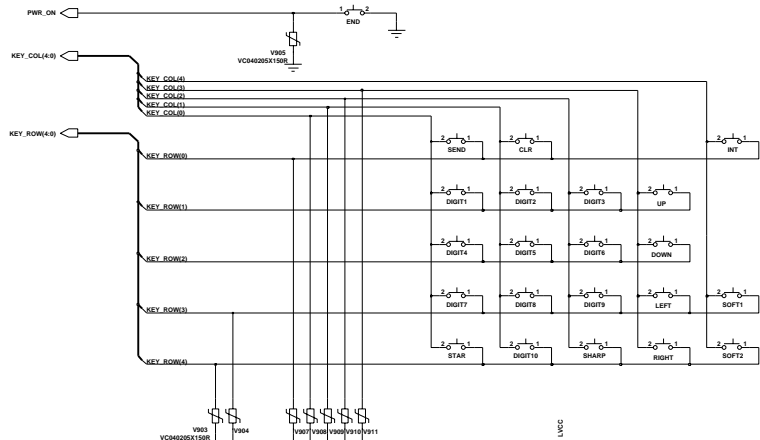 PWR_ON
1 2
END
V905
VC040205X150R
KEY_COL(4:0)
KEY_COL(4)
KEY_COL(3)
KEY_COL(2)
KEY_COL(1)
KEY_COL(0)
KEY_ROW(4:0)
2 1 2 1 2 1
SEND CLR INT
KEY_ROW(0)
2 1 2 1 2 1 2 1
DIGIT1 DIGIT2 DIGIT3 UP
KEY_ROW(1)
2 1 2 1 2 1 2 1
DIGIT4 DIGIT5 DIGIT6 DOWN
KEY_ROW(2)
2 1 2 1 2 1 2 1 2 1
DIGIT7 DIGIT8 DIGIT9 LEFT SOFT1
KEY_ROW(3)
2 1 2 1 2 1 2 1 2 1
STAR DIGIT10 SHARP RIGHT SOFT2
KEY_ROW(4)
V903 V904 V907 V908 V909 V910 V911
VC040205X150R
LVCC